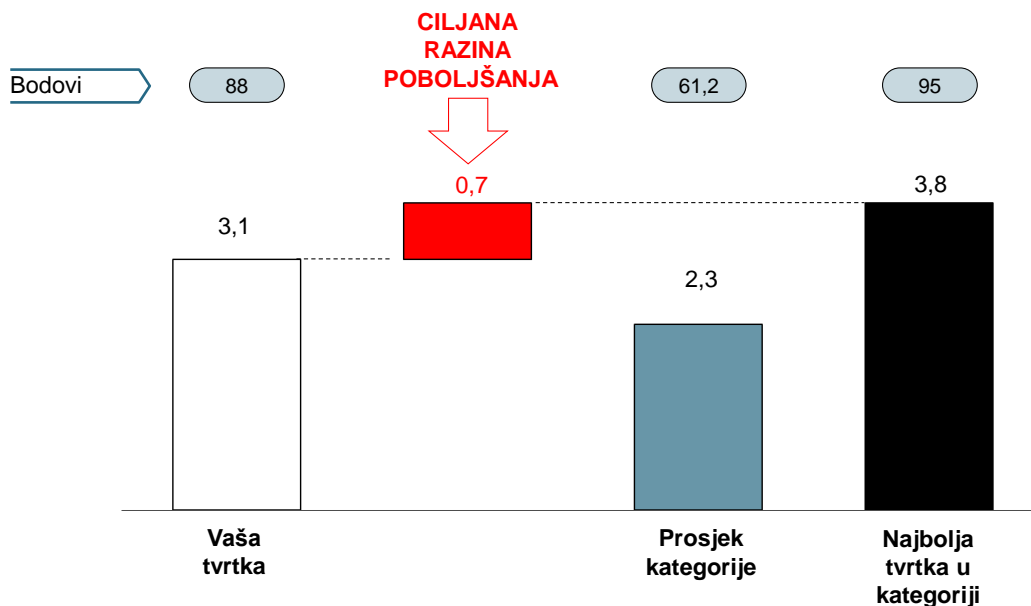 CILJANA
RAZINA
POBOLJŠANJA
Bodovi
88
61,2
95
0,7
3,8
3,1
2,3
Vaša
tvrtka
Prosjek
kategorije
Najbolja
tvrtka u
kategoriji